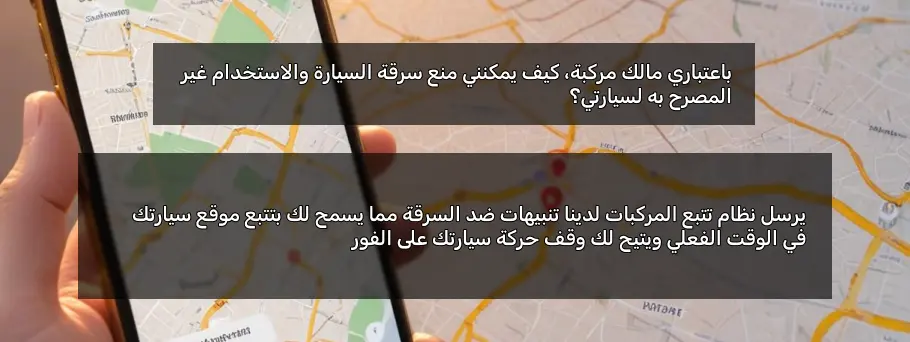 باعتباري مالك مركبة، كيف يمكنني منع سرقة السيارة والاستخدام غير
المصرح به لسيارتي؟
يرسل نظام تتبع المركبات لدينا تنبيهات ضد السرقة مما يسمح لك بتتبع موقع سيارتك
في الوقت الفعلي ويتيح لك وقف حركة سيارتك على الفور